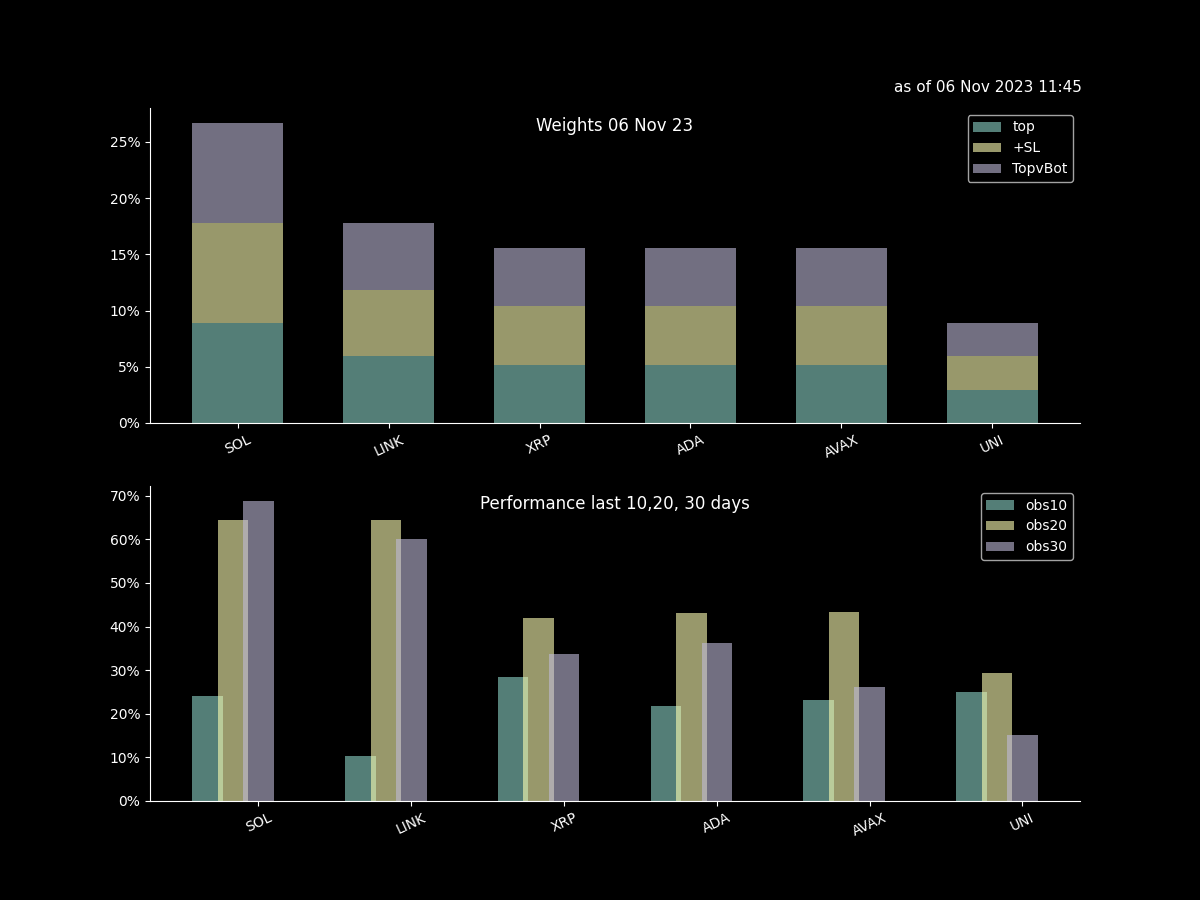 as of 06 Nov 2023 11:45
Weights 06 Nov 23
top
+SL
TopvBot
25%
20%
15%
10%
5%
0%
SOL LINK XRP ADA AVAX UNI
Performance last 10,20, 30 days
obs10
obs20
obs30
70%
60%
50%
40%
30%
20%
10%
0%
SOL LINK XRP ADA AVAX UNI